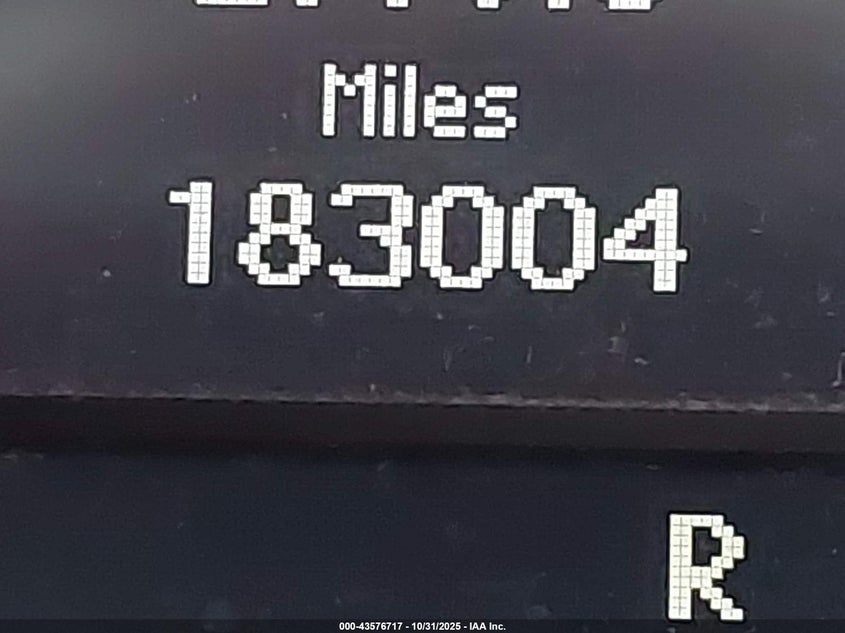 Miles
183004
R
000-43576717 - 10/31/2025 - IAA Inc.